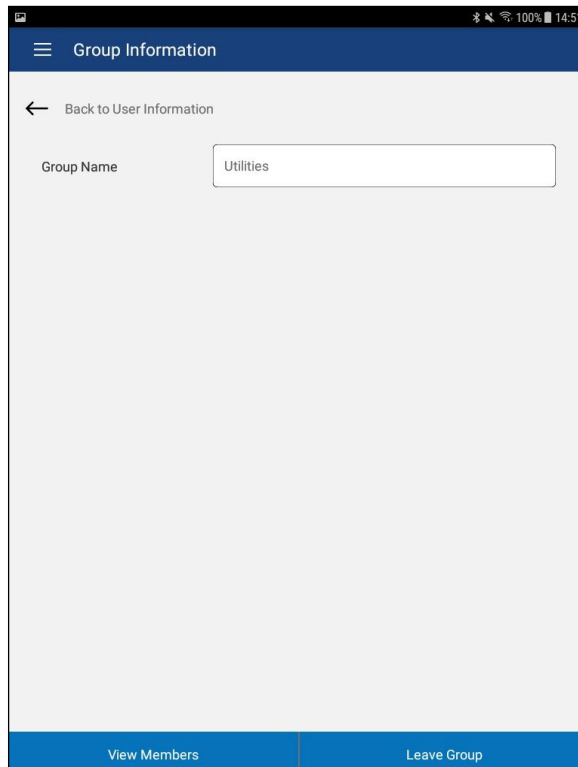 100% 14:5
Group Information
Back to User Information
Group Name Utilities
View Members Leave Group